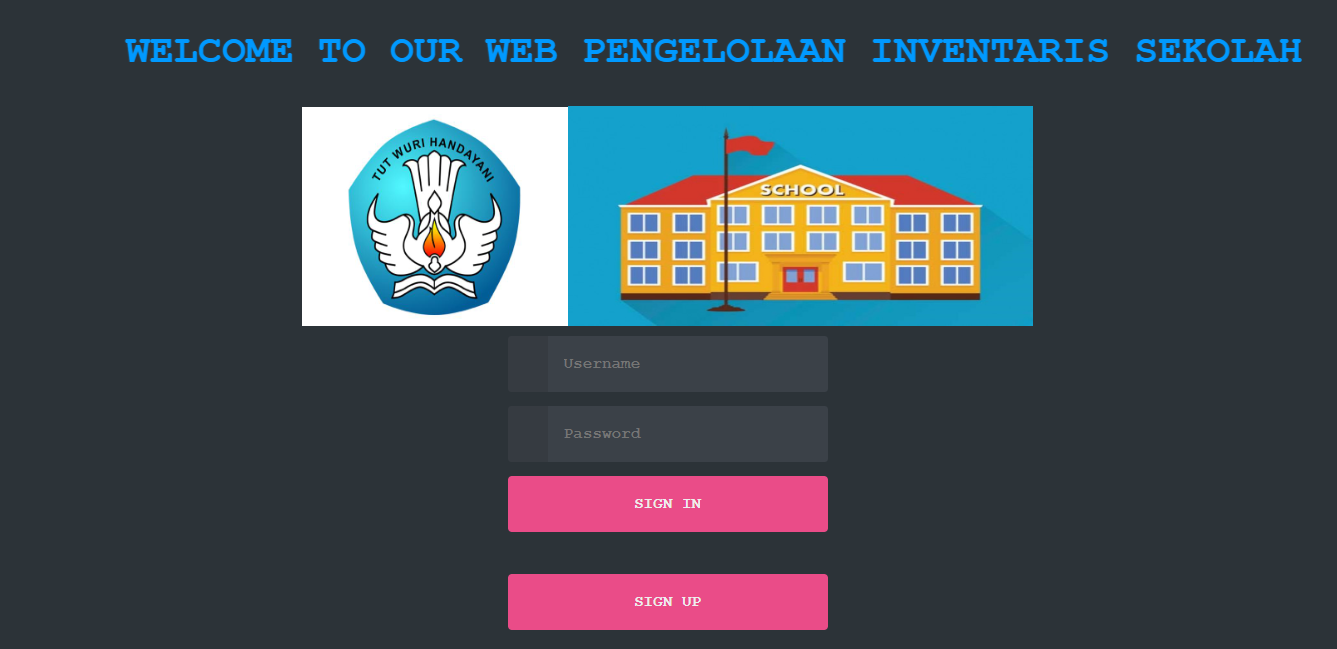 WELCOME TO OUR WEB PENGELOLAAN INVENTARIS SEKOLAH
TUT WURI HANDAYANI
SCHOOL
Username
Password
SIGN IN
SIGN UP